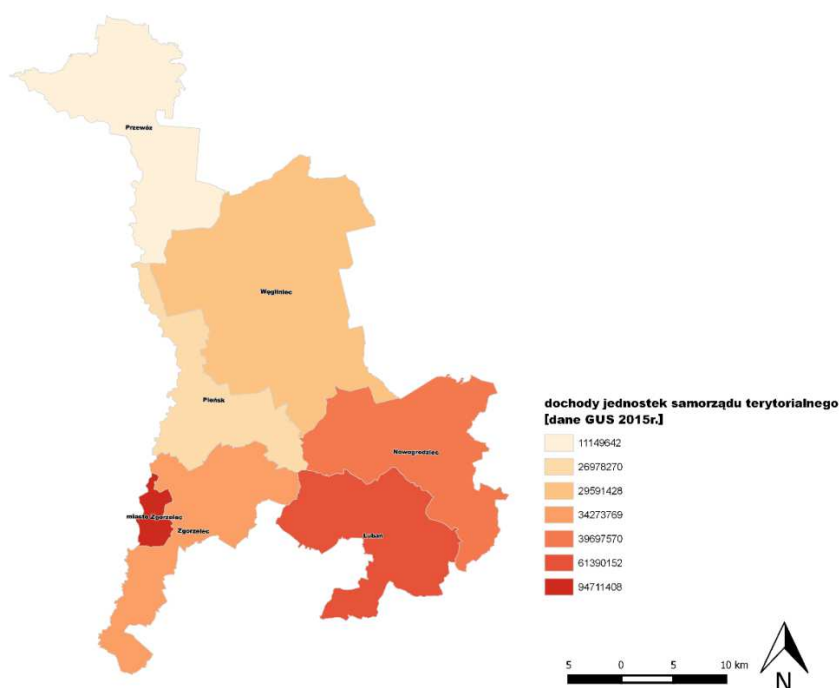 Przewóz
Węgliniec
Pieńsk
Nowogrodziec
miasto Zgorzelec
Zgorzelec
Lubań
dochody jednostek samorządu terytorialnego
[dane GUS 2015r.]
11149642
26978270
29591428
34273769
39697570
61390152
94711408
5 0 5 10 km
N